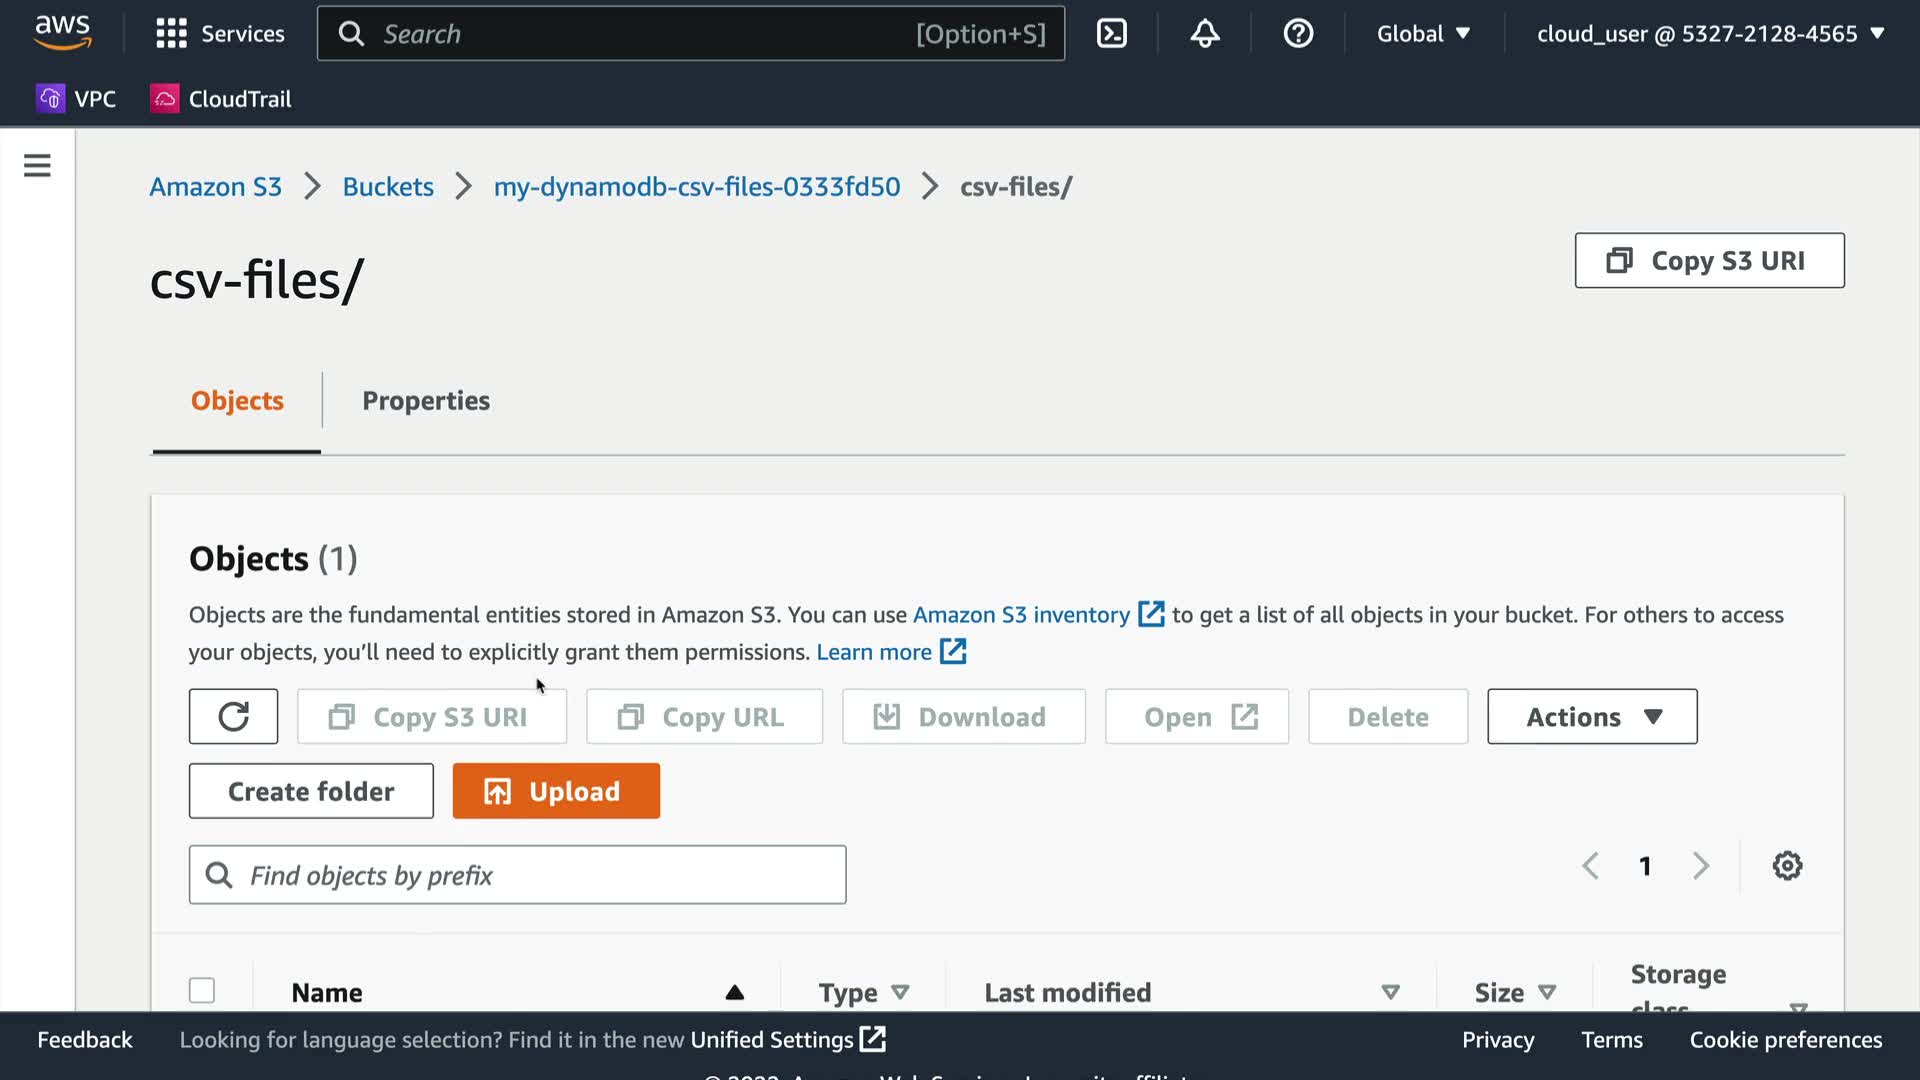 aws Services Search [Option+S] Global cloud_user @ 5327-2128-4565
VPC CloudTrail
Amazon S3 Buckets my-dynamodb-csv-files-0333fd50 csv-files/
csv-files/
Copy S3 URI
Objects Properties
Objects (1)
Objects are the fundamental entities stored in Amazon S3. You can use Amazon S3 inventory to get a list of all objects in your bucket. For others to access
your objects, you'll need to explicitly grant them permissions. Learn more
Copy S3 URI Copy URL Download Open Delete Actions
Create folder Upload
Find objects by prefix 1
Name Type Last modified Size Storage
class
Feedback Looking for language selection? Find it in the new Unified Settings Privacy Terms Cookie preferences